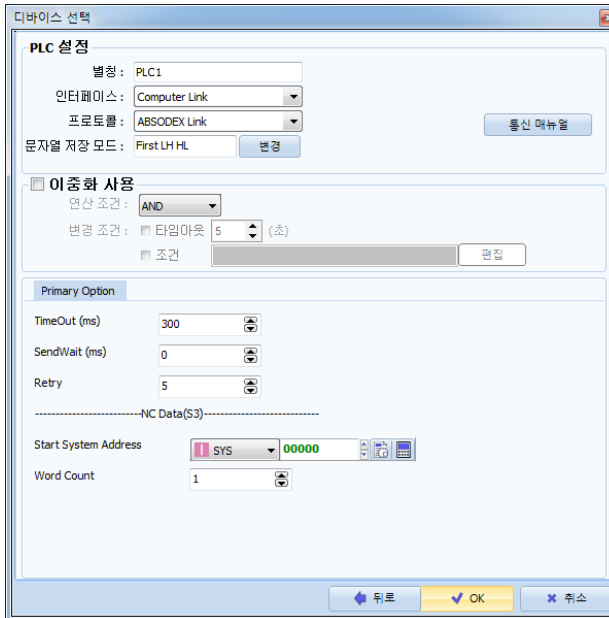 디바이스 선택
PLC 설정
별칭 : PLC1
인터페이스 : Computer Link
프로토콜 : ABSODEX Link 통신 매뉴얼
문자열 저장 모드 : First LH HL 변경
이중화 사용
연산 조건 : AND
변경 조건 : 타임아웃 5 (초)
조건 편집
Primary Option
TimeOut (ms) 300
SendWait (ms) 0
Retry 5
--------------------------NC Data(S3)----------------------------
Start System Address I SYS 00000
Word Count 1
뒤로 OK 취소